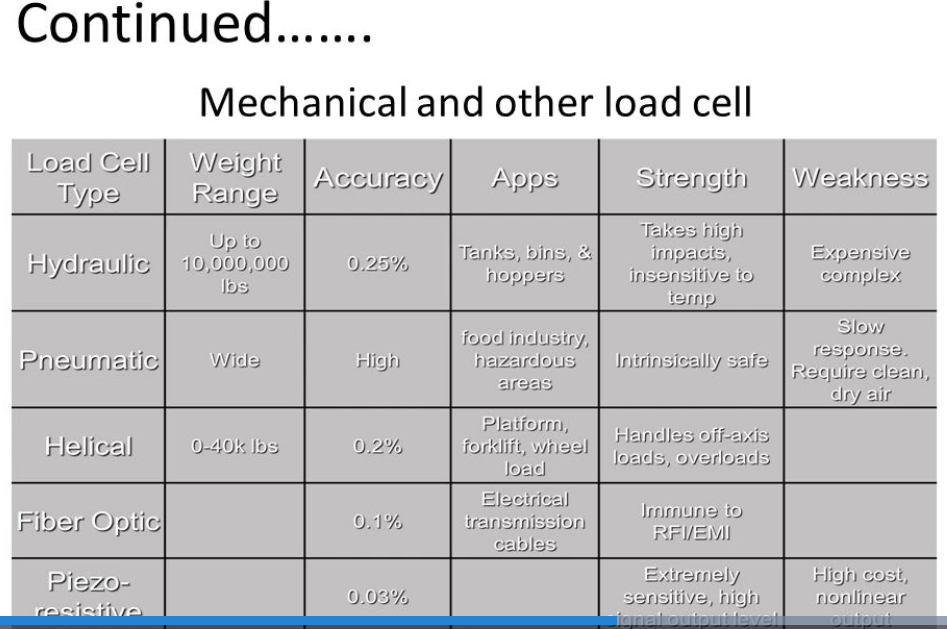 Continued…….
Mechanical and other load cell
Load Cell
Type
Weight
Range
Accuracy
Apps
Strength
Weakness
Hydraulic
Up to
10,000,000
lbs
0.25%
Tanks, bins, &
hoppers
Takes high
impacts,
insensitive to
temp
Expensive
complex
Pneumatic
Wide
High
food industry,
hazardous
areas
Intrinsically safe
Slow
response.
Require clean,
dry air
Helical
0-40k lbs
0.2%
Platform,
forklift, wheel
load
Handles off-axis
loads, overloads
Fiber Optic
0.1%
Electrical
transmission
cables
Immune to
RFI/EMI
Piezo-
resistive
0.03%
Extremely
sensitive, high
signal output level
High cost,
nonlinear
output